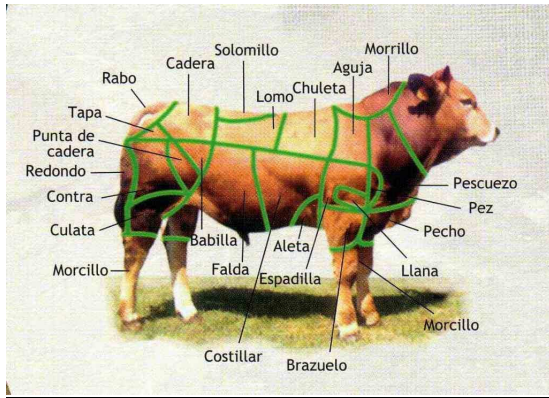 Solomillo
Morrillo
Cadera
Aguja
Rabo
Chuleta
Lomo
Tapa
Punta de
cadera
Redondo
Contra
Culata
Morcillo
Babilla
Falda
Aleta
Espadilla
Costillar
Brazuelo
Pescuezo
Pez
Pecho
Llana
Morcillo